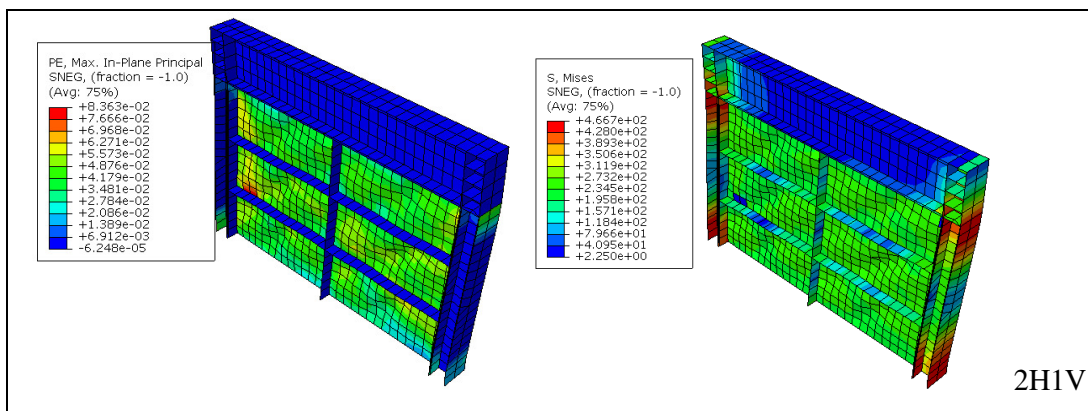 PE, Max. In-Plane Principal
SNEG, (fraction = -1.0)
(Avg: 75%)
+8.363e-02
+7.666e-02
+6.968e-02
+6.271e-02
+5.573e-02
+4.876e-02
+4.179e-02
+3.481e-02
+2.784e-02
+2.086e-02
+1.389e-02
+6.912e-03
-6.248e-05
S, Mises
SNEG, (fraction = -1.0)
(Avg: 75%)
+4.667e+02
+4.280e+02
+3.893e+02
+3.506e+02
+3.119e+02
+2.732e+02
+2.345e+02
+1.958e+02
+1.571e+02
+1.184e+02
+7.966e+01
+4.095e+01
+2.250e+00
2H1V